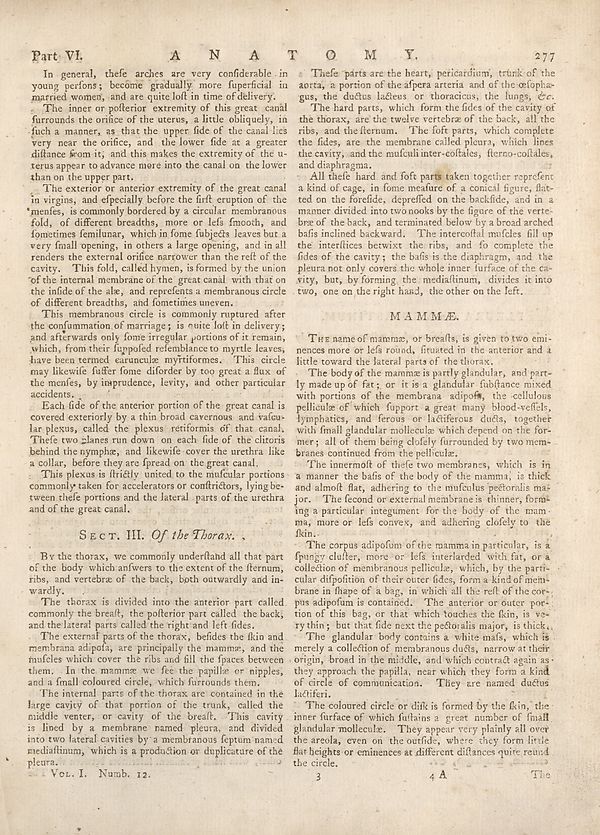 Part VI. A N A T O M Y. 277
In general, theſe arches are very conſiderable in
young perſons; become gradually more ſuperficial in
married women, and are quite loſt in time of delivery.
The inner or poſterior extremity of this great canal
ſurrounds the orifice of the uterus, a little obliquely, in
ſuch a manner, as that the upper ſide of the canal lies
very near the orifice, and the lower ſide at a greater
diſtance from it, and this makes the extremity of the u-
terus appear to advance more into the canal on the lower
than on the upper part.
The exterior or anterior extremity of the great canal
in virgins, and eſpecially before the firſt eruption of the
menſes, is commonly bordered by a circular membranous
fold, of different breadths, more or leſs ſmooth, and
ſometimes ſemilunar, which in ſome ſubjects leaves but a
very ſmall opening, in others a large opening, and in all
renders the external orifice narrower than the reſt of the
cavity. This fold, called hymen, is formed by the union
of the internal membrane of the great canal with that on
the inſide of the alæ, and repreſents a membranous circle
of different breadths, and ſometimes uneven.
This membranous circle is commonly ruptured after
the conſummation of marriage; is quite loſt in delivery;
and afterwards only ſome irregular portions of it remain,
which, from their ſuppoſed reſemblance to myrtle leaves,
have been termed carunculæ myrtiformes. This circle
may likewiſe ſuffer ſome diſorder by too great a flux of
the menſes, by imprudence, levity, and other particular
accidents.
Each ſide of the anterior portion of the great canal is
covered exteriorly by a thin broad cavernous and vaſcu-
lar plexus, called the plexus retiformis of that canal.
Theſe two planes run down on each ſide of the clitoris
behind the nymphæ, and likewiſe cover the urethra like
a collar, before they are ſpread on the great canal.
This plexus is ſtrictly united to the muſcular portions
commonly taken for accelerators or conſtrictors, lying be-
tween theſe portions and the lateral parts of the urethra
and of the great canal.
SECT. III. Of the Thorax.
BY the thorax, we commonly underſtand all that part
of the body which anſwers to the extent of the ſternum,
ribs, and vertebræ of the back, both outwardly and in-
wardly.
The thorax is divided into the anterior part called
commonly the breaſt, the poſterior part called the back,
and the lateral parts called the right and left ſides.
The external parts of the thorax, beſides the ſkin and
membrana adipoſa, are principally the mammæ, and the
muſcles which cover the ribs and fill the ſpaces between
them. In the mammæ we ſee the papillæ or nipples,
and a ſmall coloured circle, which ſurrounds them.
The internal parts of the thorax are contained in the
large cavity of that portion of the trunk, called the
middle venter, or cavity of the breaſt. This cavity
is lined by a membrane named pleura, and divided
into two lateral cavities by a membranous ſeptum named
mediaſtinum, which is a production or duplicature of the
pleura.
VOL. I. Numb. 12.
Theſe parts are the heart, pericardium, trunk of the
aorta, a portion of the aſpera arteria and of the œſopha-
gus, the ductus lacteus or thoracicus, the lungs, &c.
The hard parts, which form the ſides of the cavity of
the thorax, are the twelve vertebræ of the back, all the
ribs, and the ſternum. The ſoft parts, which complete
the ſides, are the membrane called pleura, which lines
the cavity, and the muſculi inter-coſtales, ſterno-coſtales,
and diaphragma.
All theſe hard and ſoft parts taken together repreſent
a kind of cage, in ſome meaſure of a conical figure, flat-
ted on the foreſide, depreſſed on the backſide, and in a
manner divided into two nooks by the figure of the verte-
bræ of the back, and terminated below by a broad arched
baſis inclined backward. The intercoſtal muſcles fill up
the interſtices betwixt the ribs, and ſo complete the
ſides of the cavity; the baſis is the diaphragm, and the
pleura not only covers the whole inner ſurface of the ca-
vity, but, by forming the mediaſtinum, divides it into
two, one on the right hand, the other on the left.
MAMMÆ.
THE name of mammæ, or breaſts, is given to two emi-
nences more or leſs round, ſituated in the anterior and a
little toward the lateral parts of the thorax.
The body of the mammæ is partly glandular, and part-
ly made up of fat; or it is a glandular ſubſtance mixed
with portions of the membrana adipoſa, the cellulous
pelliculæ of which ſupport a great many blood-veſſels,
lymphatics, and ſerous or lactiferous ducts, together
with ſmall glandular molleculæ which depend on the for-
mer; all of them being cloſely ſurrounded by two mem-
branes continued from the pelliculæ.
The innermoſt of theſe two membranes, which is in
a manner the baſis of the body of the mamma, is thick
and almoſt flat, adhering to the muſculus pectoralis ma-
jor. The ſecond or external membrane is thinner, form-
ing a particular integument for the body of the mam-
ma, more or leſs convex, and adhering cloſely to the
ſkin.
The corpus adipoſum of the mamma in particular, is a
ſpungy cluſter, more or leſs interlarded with fat, or a
collection of membranous pelliculæ, which, by the parti-
cular diſpoſition of their outer ſides, form a kind of mem-
brane in ſhape of a bag, in which all the reſt of the cor-
pus adipoſum is contained. The anterior or outer por-
tion of this bag, or that which touches the ſkin, is ve-
ry thin; but that ſide next the pectoralis major, is thick.
The glandular body contains a white maſs, which is
merely a collection of membranous ducts, narrow at their
origin, broad in the middle, and which contract again as
they approach the papilla, near which they form a kind
of circle of communication. They are named ductus
lactiferi.
The coloured circle or diſk is formed by the ſkin, the
inner ſurface of which ſuſtains a great number of ſmall
glandular molleculæ. They appear very plainly all over
the areola, even on the outſide, where they form little
flat heights or eminences at different diſtances quite round
the circle.
3 4 A The